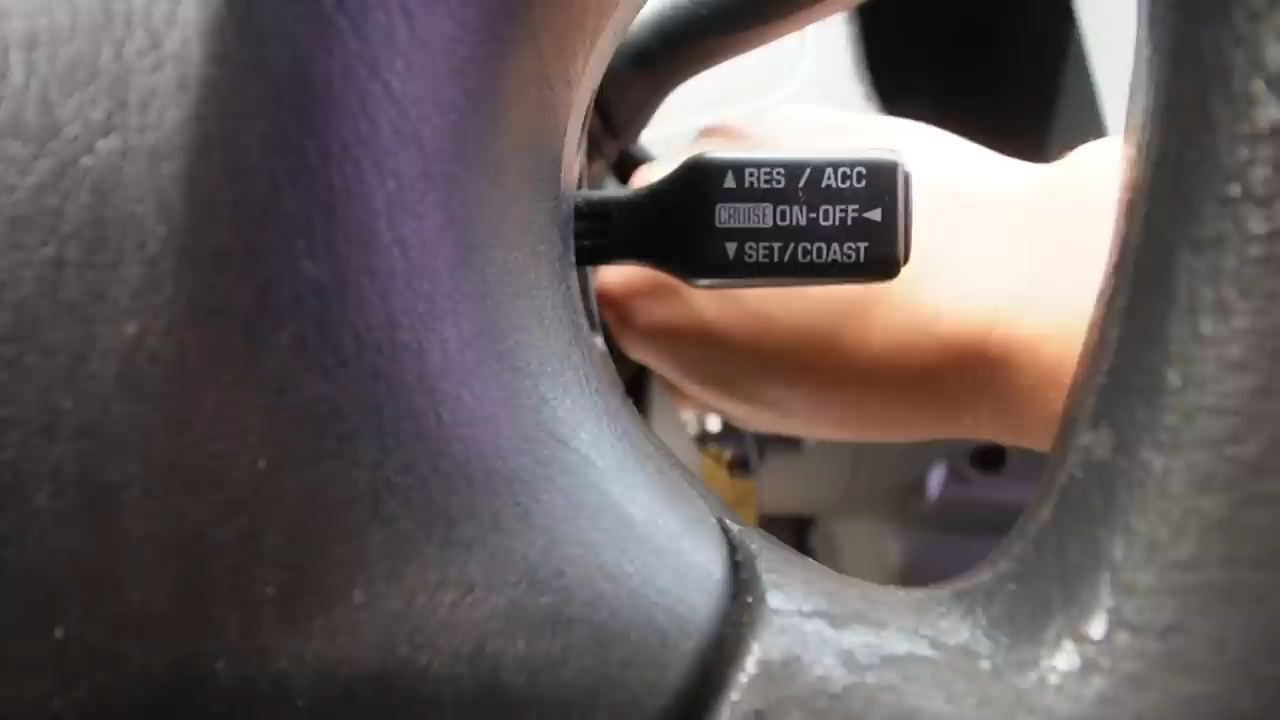 ▲ RES / ACC
CRUISE ON-OFF ◀
▼ SET/COAST